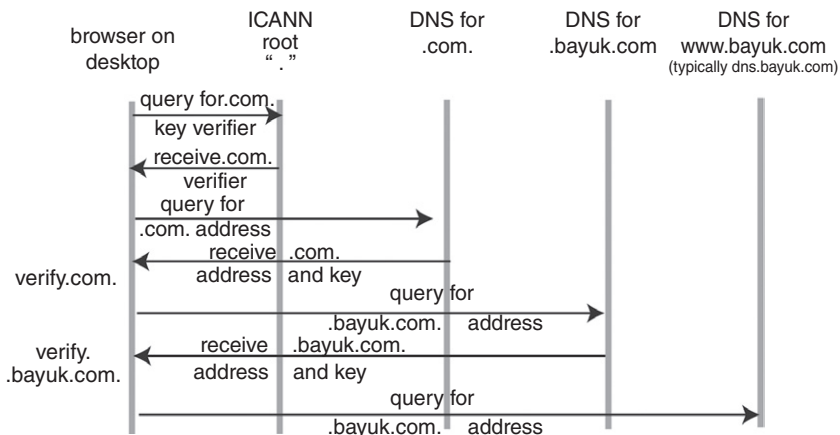 browser on
desktop
ICANN
root
“ . ”
DNS for
.com.
DNS for
.bayuk.com
DNS for
www.bayuk.com
(typically dns.bayuk.com)
query for.com.
key verifier
receive.com.
verifier
query for
.com. address
receive .com.
address and key
verify.com.
query for
.bayuk.com. address
receive .bayuk.com.
address and key
verify.
.bayuk.com.
query for
.bayuk.com. address